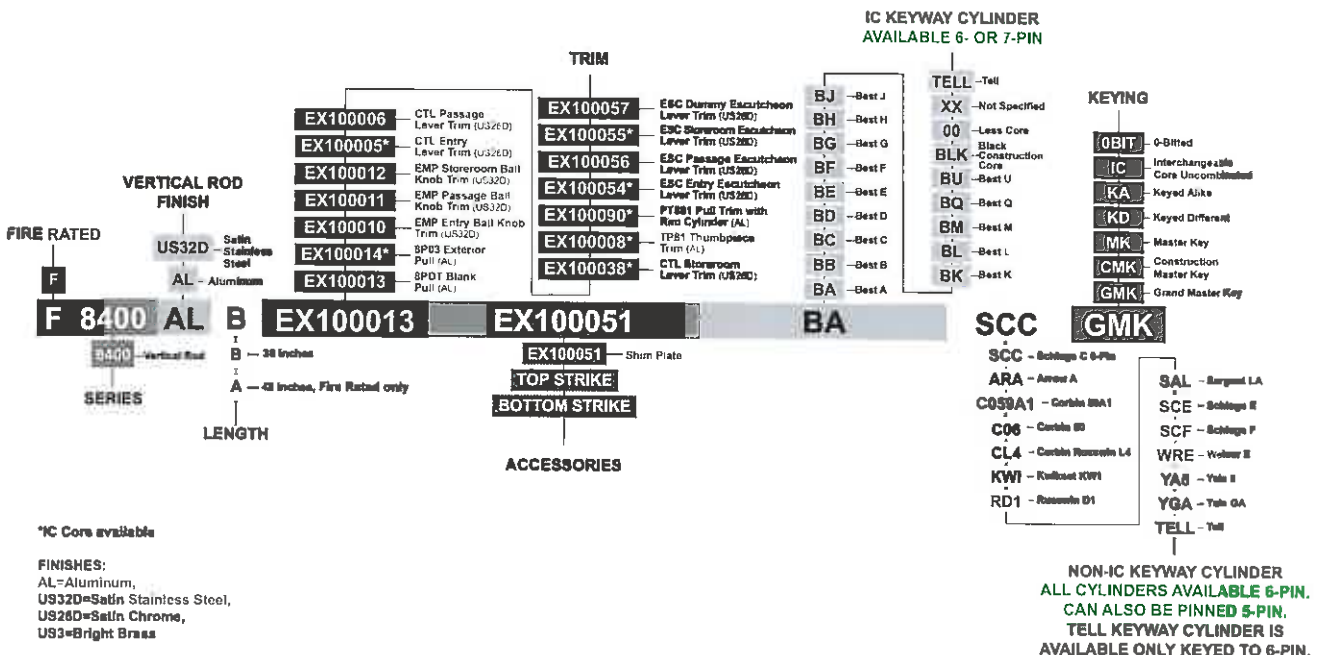 IC KEYWAY CYLINDER
AVAILABLE 6- OR 7-PIN
TRIM
KEYING
VERTICAL ROD
FINISH
FIRE RATED
F
US32D – Satin Stainless Steel
AL – Aluminum
EX100006 CTL Passage
Lever Trim (US26D)
EX100005* CTL Entry
Lever Trim (US26D)
EX100012 EMP Storeroom Ball
Knob Trim (US32D)
EX100011 EMP Passage Ball
Knob Trim (US32D)
EX100010 EMP Entry Ball Knob
Trim (US32D)
EX100014* 8P03 Exterior
Pull (AL)
EX100013 8PDT Blank
Pull (AL)
EX100057 ESC Dummy Escutcheon
Lever Trim (US26D)
EX100055* ESC Storeroom Escutcheon
Lever Trim (US26D)
EX100056 ESC Passage Escutcheon
Lever Trim (US26D)
EX100054* ESC Entry Escutcheon
Lever Trim (US26D)
EX100090* PT881 Pull Trim with
Rim Cylinder (AL)
EX100008* TP81 Thumbpiece
Trim (AL)
EX100038* CTL Storeroom
Lever Trim (US26D)
BJ – Best J
BH – Best H
BG – Best G
BF – Best F
BE – Best E
BD – Best D
BC – Best C
BB – Best B
BA – Best A
TELL – Tell
XX – Not Specified
00 – Less Core
BLK – Black Construction Core
BU – Best U
BQ – Best Q
BM – Best M
BL – Best L
BK – Best K
0BIT – 0-Bitted
IC – Interchangeable
Core Uncombinated
KA – Keyed Alike
KD – Keyed Different
MK – Master Key
CMK – Construction
Master Key
GMK – Grand Master Key
F 8400 AL B EX100013 EX100051 BA SCC GMK
8400 – Vertical Rod
SERIES
B – 36 Inches
A – 48 Inches, Fire Rated only
LENGTH
EX100051 – Shim Plate
TOP STRIKE
BOTTOM STRIKE
ACCESSORIES
SCC – Schlage C 6-Pin
ARA – Arrow A
C059A1 – Corbin 59A1
C06 – Corbin 60
CL4 – Corbin Russwin L4
KWI – Kwikset KW1
RD1 – Russwin D1
SAL – Sargent LA
SCE – Schlage E
SCF – Schlage F
WRE – Weiser E
YA8 – Yale 8
YGA – Yale GA
TELL – Tell
NON-IC KEYWAY CYLINDER
ALL CYLINDERS AVAILABLE 6-PIN.
CAN ALSO BE PINNED 5-PIN.
TELL KEYWAY CYLINDER IS
AVAILABLE ONLY KEYED TO 6-PIN.
*IC Core available
FINISHES:
AL=Aluminum,
US32D=Satin Stainless Steel,
US26D=Satin Chrome,
US3=Bright Brass